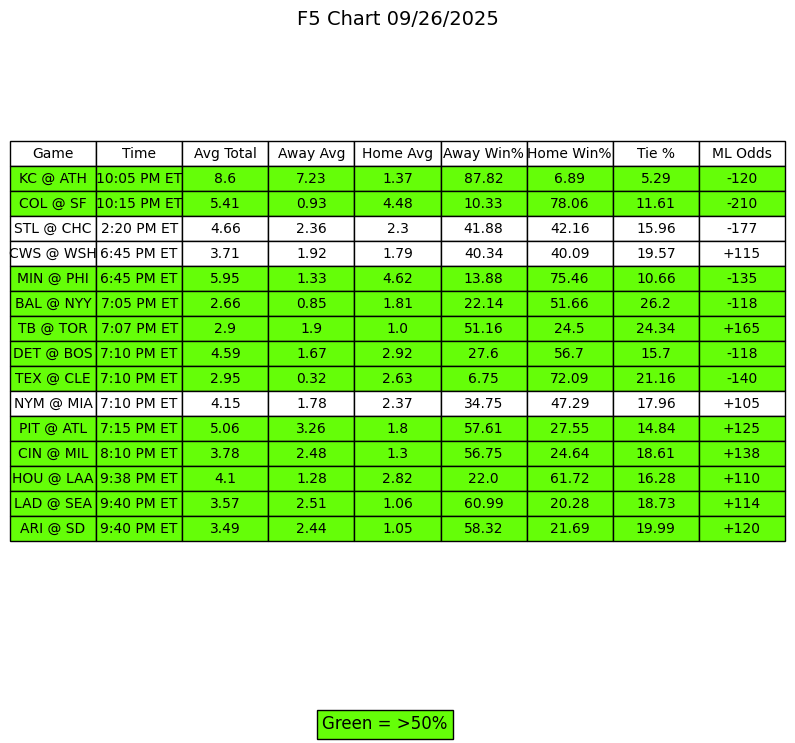 F5 Chart 09/26/2025
Game Time Avg Total Away Avg Home Avg Away Win% Home Win% Tie % ML Odds
KC @ ATH 10:05 PM ET 8.6 7.23 1.37 87.82 6.89 5.29 -120
COL @ SF 10:15 PM ET 5.41 0.93 4.48 10.33 78.06 11.61 -210
STL @ CHC 2:20 PM ET 4.66 2.36 2.3 41.88 42.16 15.96 -177
CWS @ WSH 6:45 PM ET 3.71 1.92 1.79 40.34 40.09 19.57 +115
MIN @ PHI 6:45 PM ET 5.95 1.33 4.62 13.88 75.46 10.66 -135
BAL @ NYY 7:05 PM ET 2.66 0.85 1.81 22.14 51.66 26.2 -118
TB @ TOR 7:07 PM ET 2.9 1.9 1.0 51.16 24.5 24.34 +165
DET @ BOS 7:10 PM ET 4.59 1.67 2.92 27.6 56.7 15.7 -118
TEX @ CLE 7:10 PM ET 2.95 0.32 2.63 6.75 72.09 21.16 -140
NYM @ MIA 7:10 PM ET 4.15 1.78 2.37 34.75 47.29 17.96 +105
PIT @ ATL 7:15 PM ET 5.06 3.26 1.8 57.61 27.55 14.84 +125
CIN @ MIL 8:10 PM ET 3.78 2.48 1.3 56.75 24.64 18.61 +138
HOU @ LAA 9:38 PM ET 4.1 1.28 2.82 22.0 61.72 16.28 +110
LAD @ SEA 9:40 PM ET 3.57 2.51 1.06 60.99 20.28 18.73 +114
ARI @ SD 9:40 PM ET 3.49 2.44 1.05 58.32 21.69 19.99 +120
Green = >50%